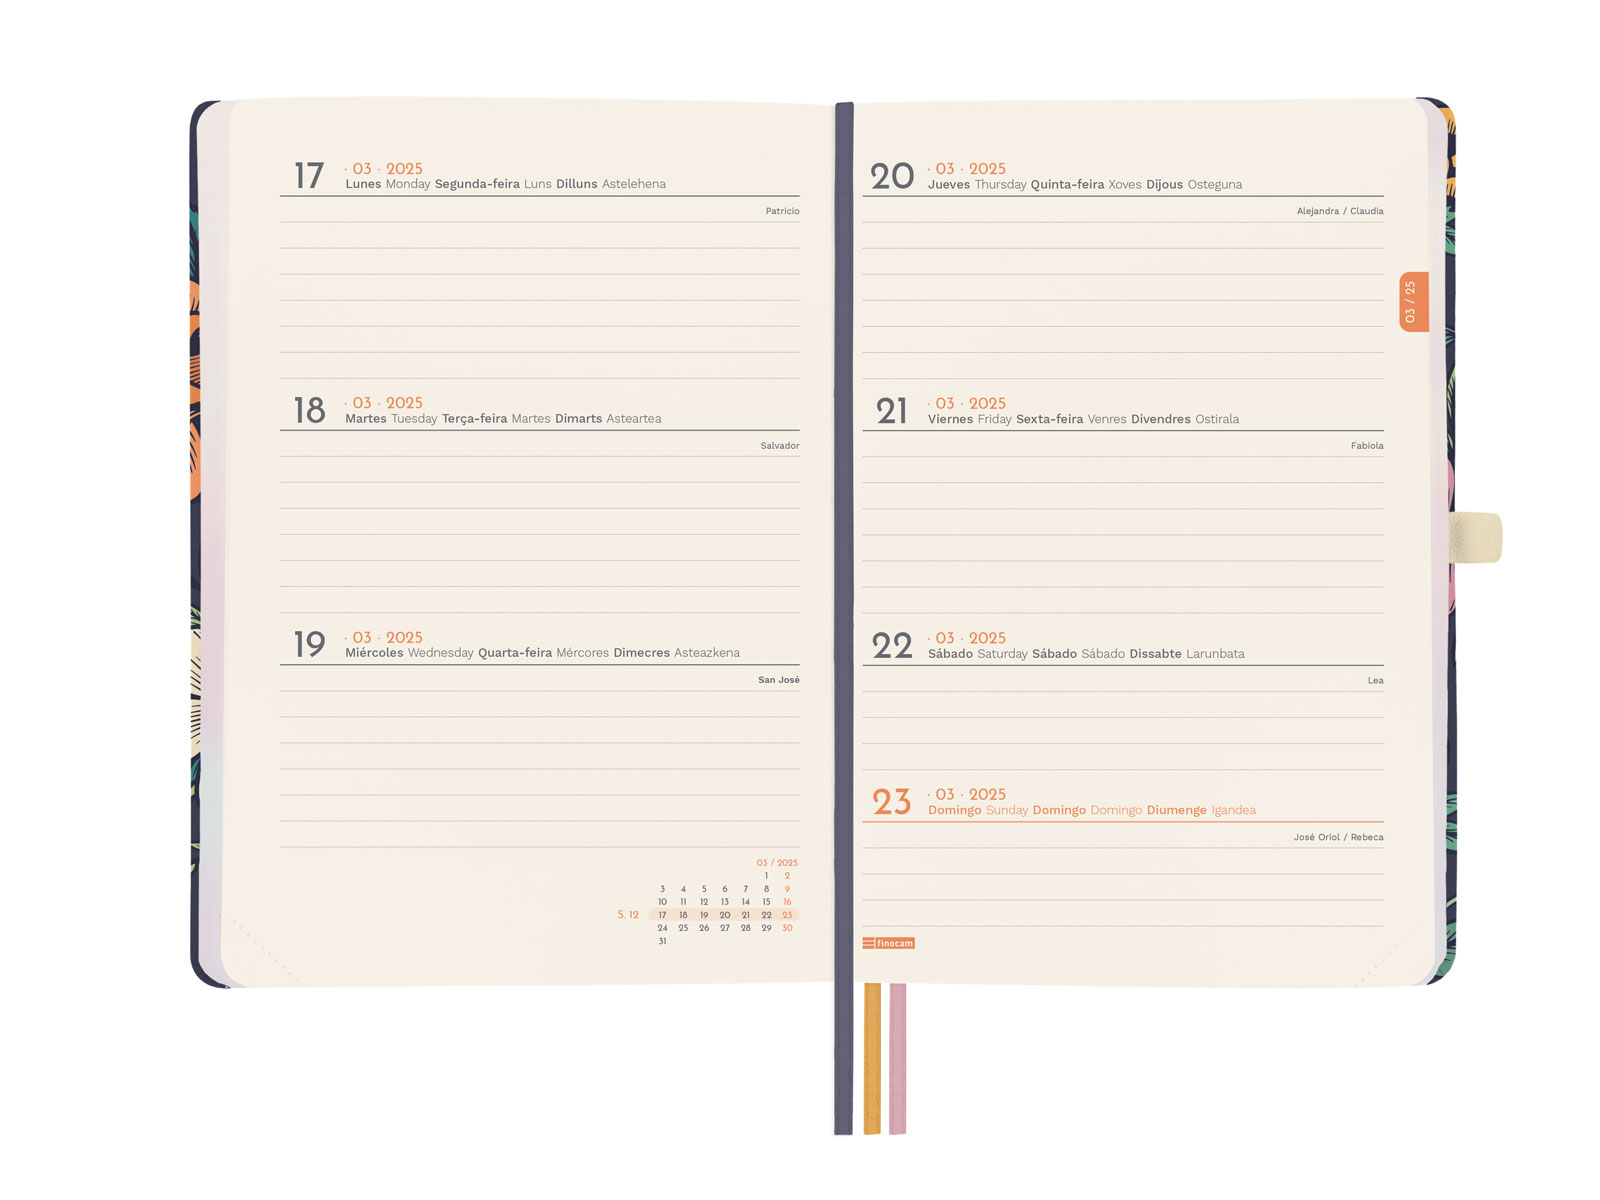 17 · 03 · 2025
Lunes Monday Segunda-feira Luns Dilluns Astelehena
Patricio
18 · 03 · 2025
Martes Tuesday Terça-feira Martes Dimarts Asteartea
Salvador
19 · 03 · 2025
Miércoles Wednesday Quarta-feira Mércores Dimecres Asteazkena
San José
03 / 2025
1 2
3 4 5 6 7 8 9
10 11 12 13 14 15 16
S. 12 17 18 19 20 21 22 23
24 25 26 27 28 29 30
31
20 · 03 · 2025
Jueves Thursday Quinta-feira Xoves Dijous Osteguna
Alejandra / Claudia
03 / 25
21 · 03 · 2025
Viernes Friday Sexta-feira Venres Divendres Ostirala
Fabiola
22 · 03 · 2025
Sábado Saturday Sábado Sábado Dissabte Larunbata
Lea
23 · 03 · 2025
Domingo Sunday Domingo Domingo Diumenge Igandea
José Oriol / Rebeca
finocam